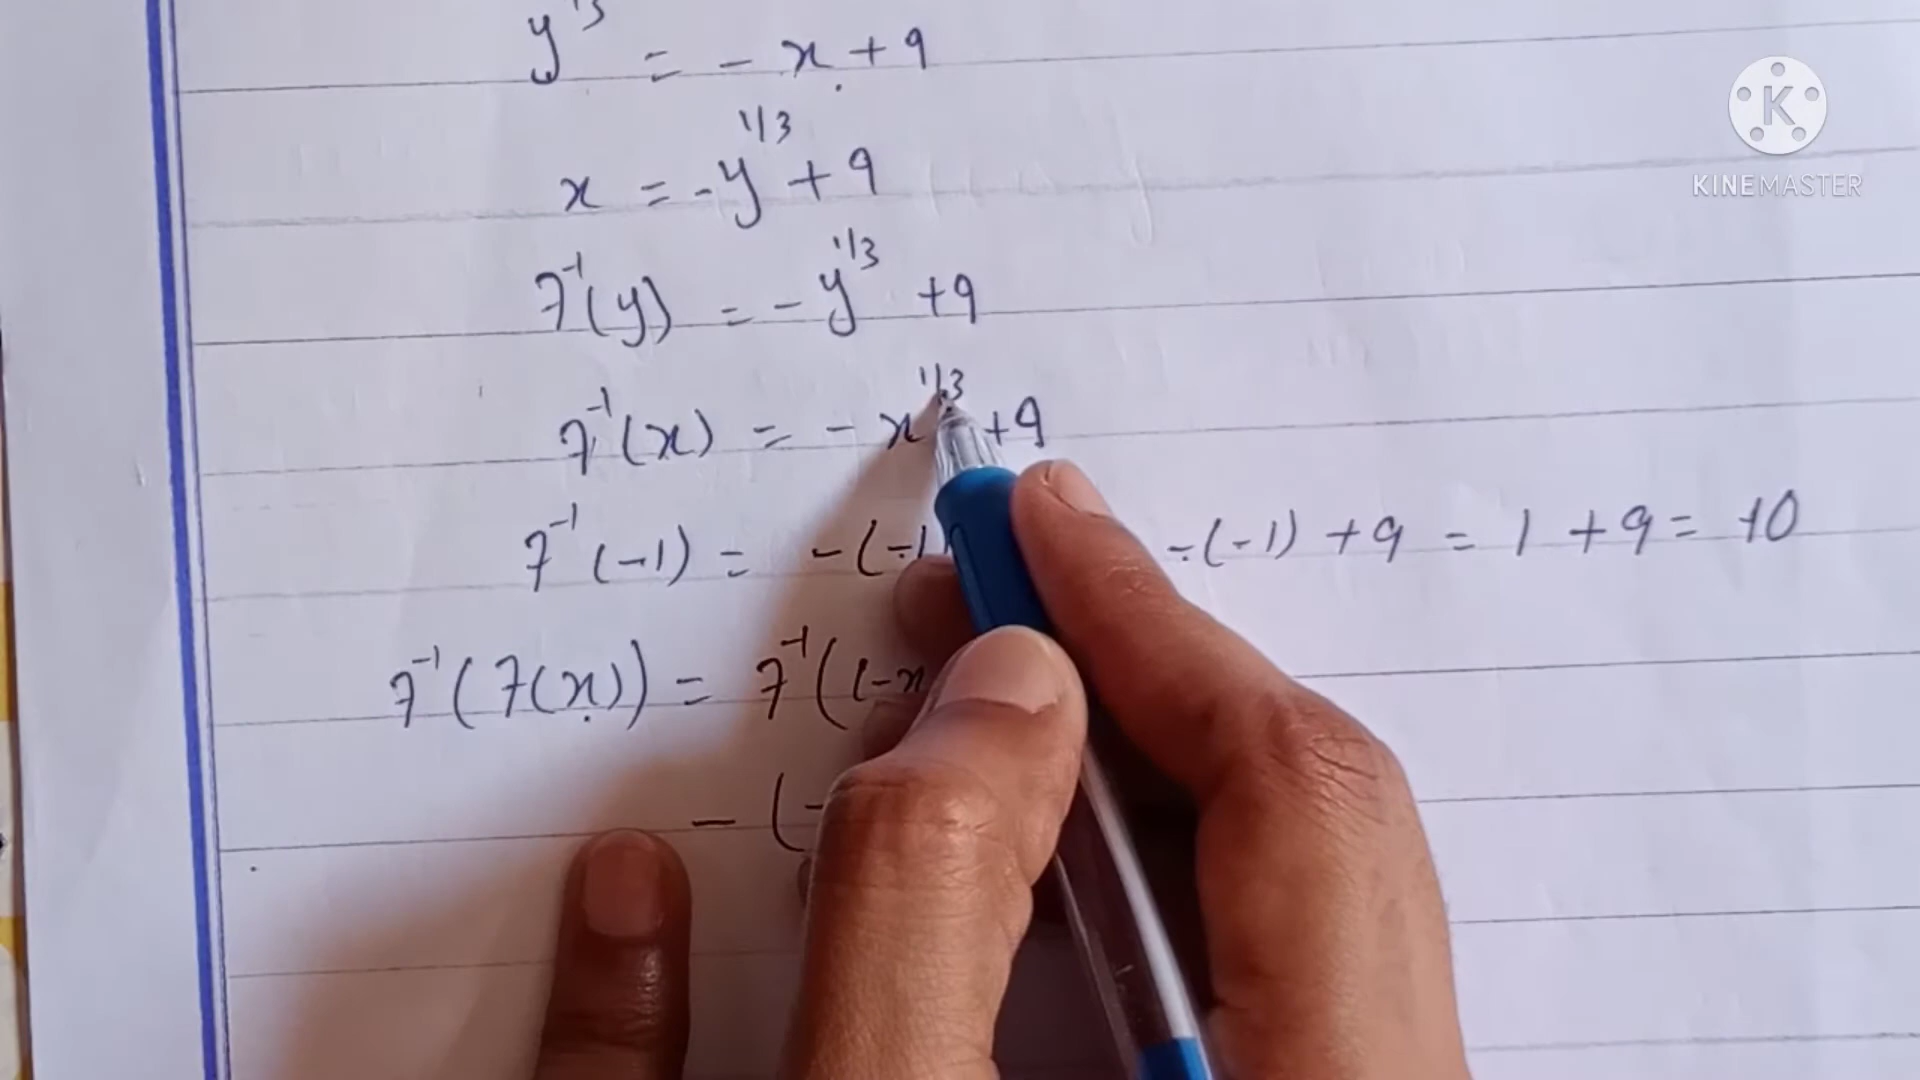 y^1/3 = -x+9
x = -y^1/3 +9
f^-1(y) = -y^1/3 +9
f^-1(x) = -x^1/3 +9
f^-1(-1) = -(-1) -(-1) +9 = 1 +9 = 10
f^-1(f(x)) = f^-1((-x
-(-
KINEMASTER